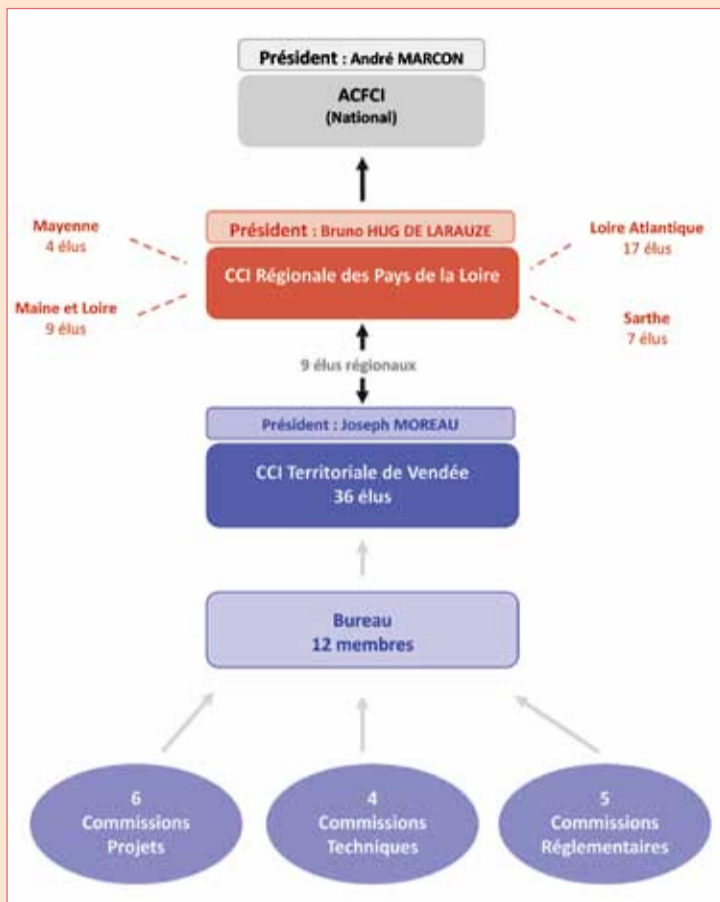 Président : André MARCON
ACFCI
(National)
Président : Bruno HUG DE LARAUZE
CCI Régionale des Pays de la Loire
Mayenne
4 élus
Maine et Loire
9 élus
Loire Atlantique
17 élus
Sarthe
7 élus
9 élus régionaux
Président : Joseph MOREAU
CCI Territoriale de Vendée
36 élus
Bureau
12 membres
6
Commissions
Projets
4
Commissions
Techniques
5
Commissions
Réglementaires